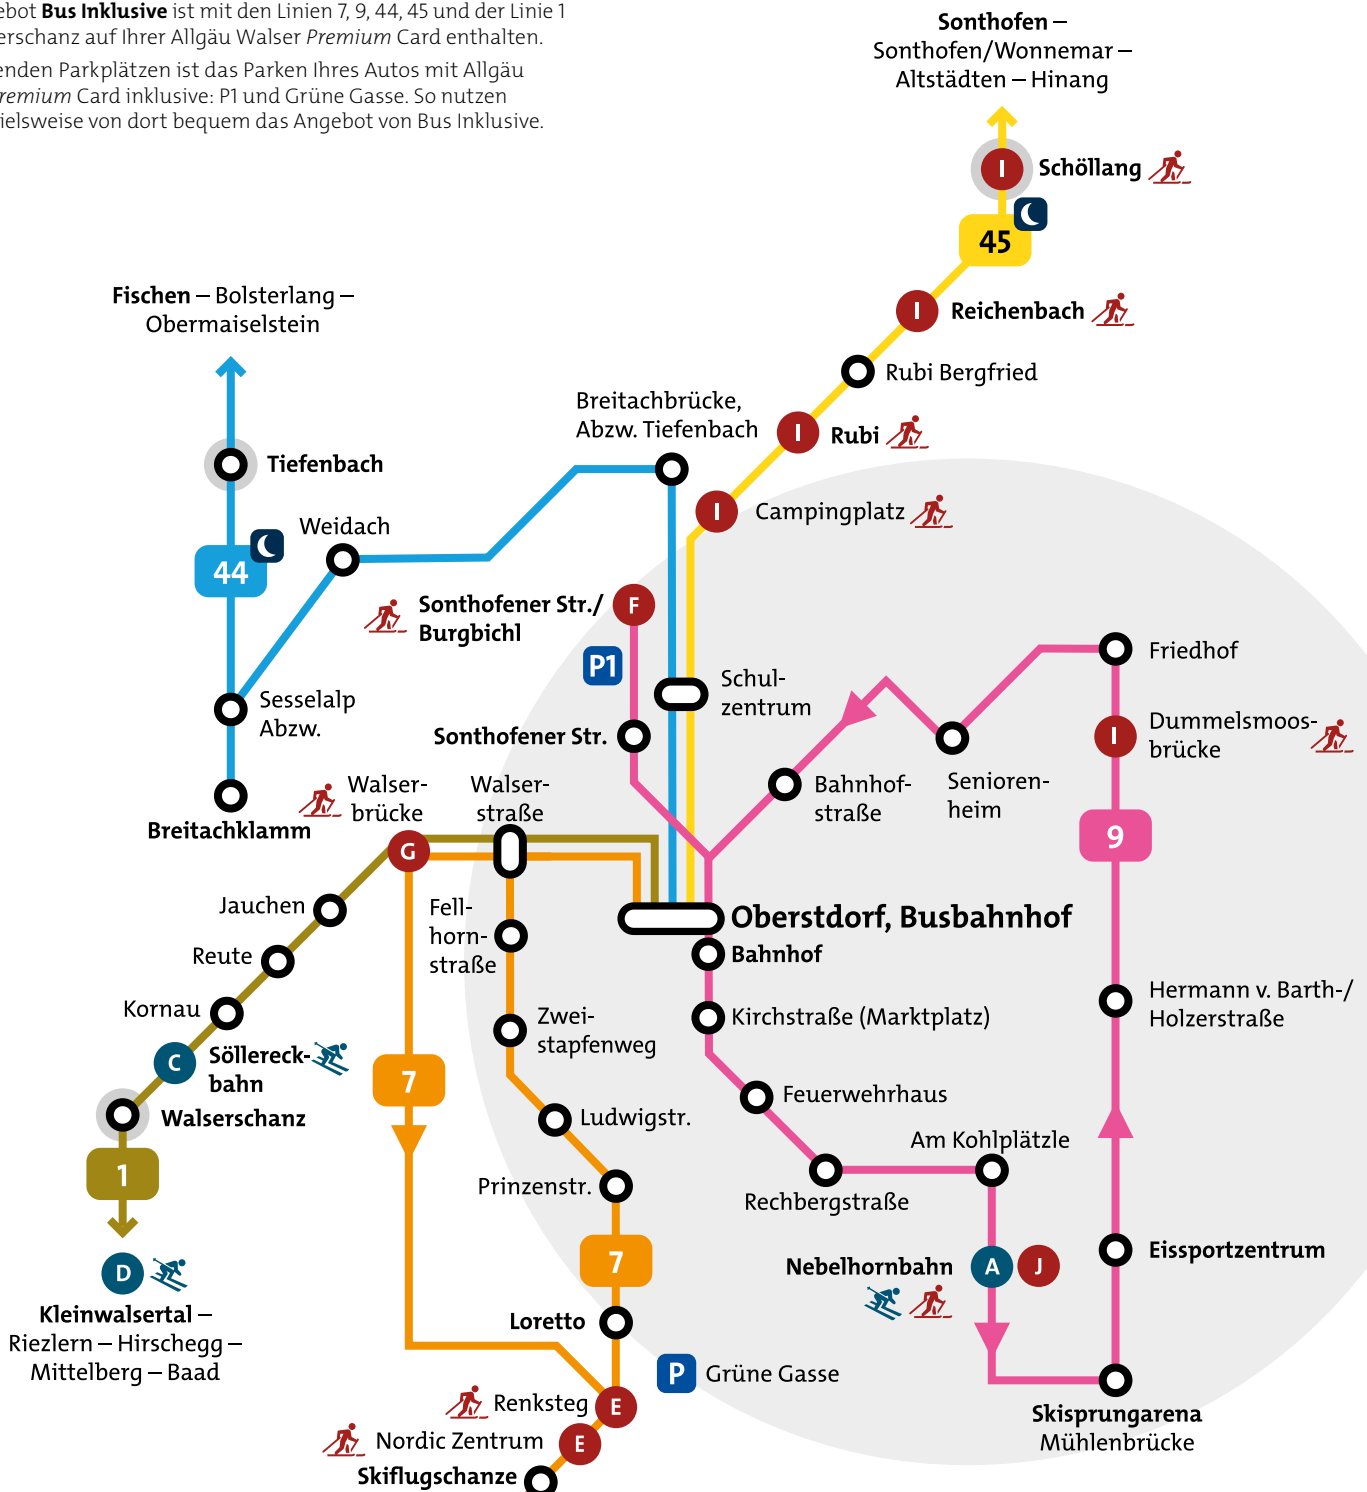 ebot Bus Inklusive ist mit den Linien 7, 9, 44, 45 und der Linie 1
erschanz auf Ihrer Allgäu Walser Premium Card enthalten.
enden Parkplätzen ist das Parken Ihres Autos mit Allgäu
remium Card inklusive: P1 und Grüne Gasse. So nutzen
ielsweise von dort bequem das Angebot von Bus Inklusive.
Sonthofen –
Sonthofen/Wonnemar –
Altstädten – Hinang
I
Schöllang
45
I
Reichenbach
Rubi Bergfried
I
Rubi
I
Campingplatz
Fischen – Bolsterlang –
Obermaiselstein
Tiefenbach
Weidach
44
Breitachbrücke,
Abzw. Tiefenbach
Sesselalp
Abzw.
Breitachklamm
Sonthofener Str./
Burgbichl
F
P1
Sonthofener Str.
Schul-
zentrum
Friedhof
I
Dummelsmoos-
brücke
Senioren-
heim
Bahnhof-
straße
9
Walser-
brücke
Walser-
straße
G
Jauchen
Reute
Kornau
C
Söllereck-
bahn
Walserschanz
1
D
Kleinwalsertal –
Riezlern – Hirschegg –
Mittelberg – Baad
Fell-
horn-
straße
Oberstdorf, Busbahnhof
Bahnhof
Kirchstraße (Marktplatz)
Hermann v. Barth-/
Holzerstraße
Zwei-
stapfenweg
7
Feuerwehrhaus
Ludwigstr.
Am Kohlplätzle
Prinzenstr.
Rechbergstraße
7
Nebelhornbahn
A
J
Eissportzentrum
Loretto
P
Grüne Gasse
Renksteg
E
Nordic Zentrum
E
Skiflugschanze
Skisprungarena
Mühlenbrücke